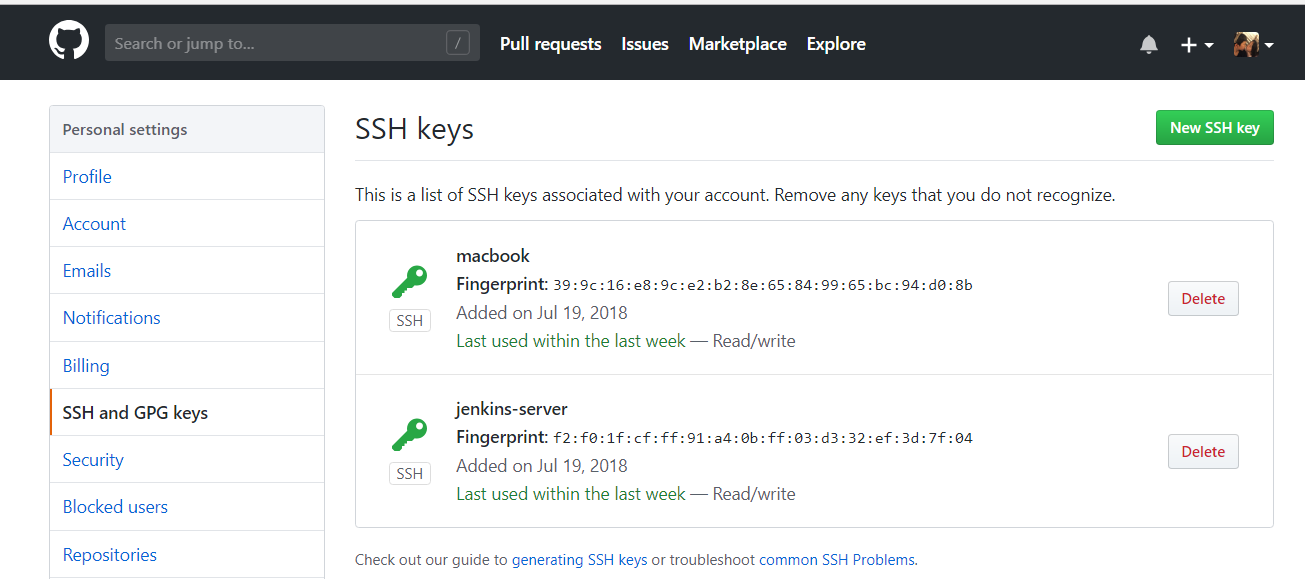 Search or jump to... /
Pull requests Issues Marketplace Explore
Personal settings
Profile
Account
Emails
Notifications
Billing
SSH and GPG keys
Security
Blocked users
Repositories
SSH keys
New SSH key
This is a list of SSH keys associated with your account. Remove any keys that you do not recognize.
macbook
Fingerprint: 39:9c:16:e8:9c:e2:b2:8e:65:84:99:65:bc:94:d0:8b
Added on Jul 19, 2018
Last used within the last week — Read/write
SSH
Delete
jenkins-server
Fingerprint: f2:f0:1f:cf:ff:91:a4:0b:ff:03:d3:32:ef:3d:7f:04
Added on Jul 19, 2018
Last used within the last week — Read/write
SSH
Delete
Check out our guide to generating SSH keys or troubleshoot common SSH Problems.